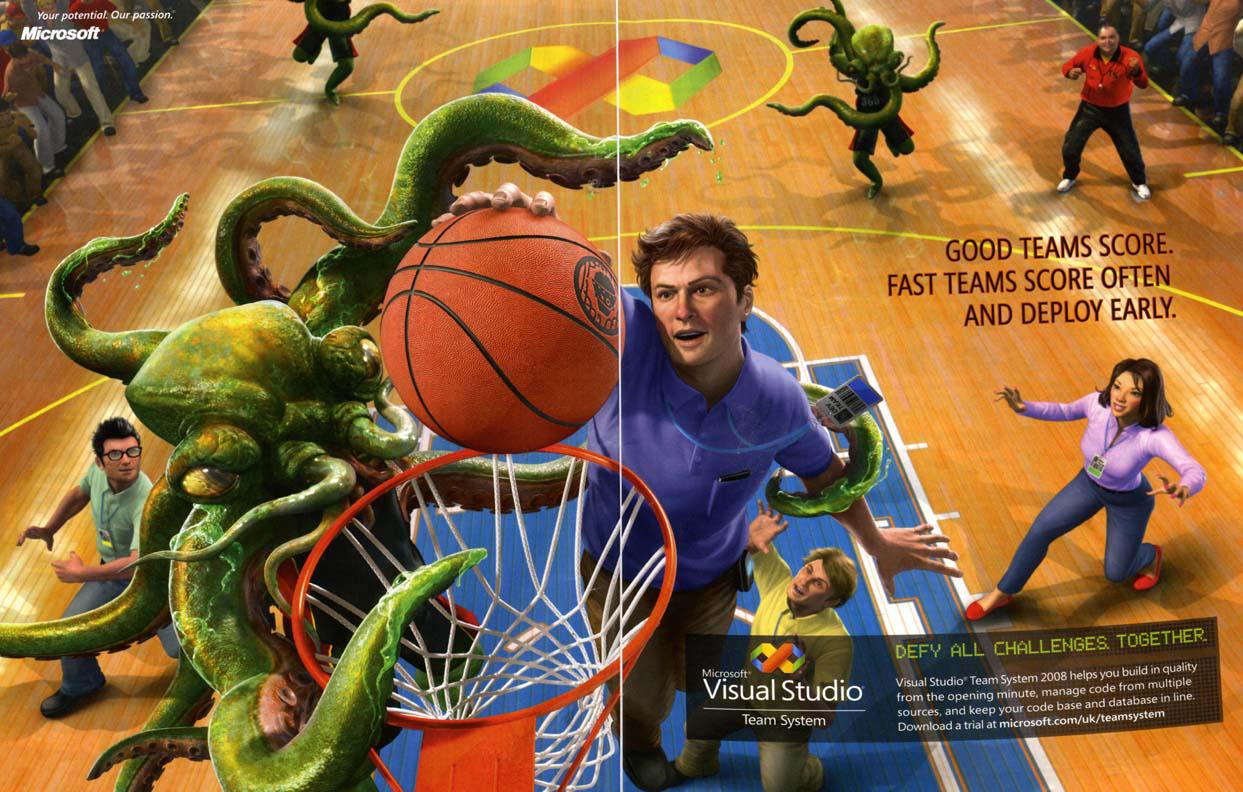 Your potential. Our passion.™
Microsoft®
360
GOOD TEAMS SCORE.
FAST TEAMS SCORE OFTEN
AND DEPLOY EARLY.
DEFY ALL CHALLENGES. TOGETHER.
Microsoft®
Visual Studio®
Team System
Visual Studio® Team System 2008 helps you build in quality
from the opening minute, manage code from multiple
sources, and keep your code base and database in line.
Download a trial at microsoft.com/uk/teamsystem